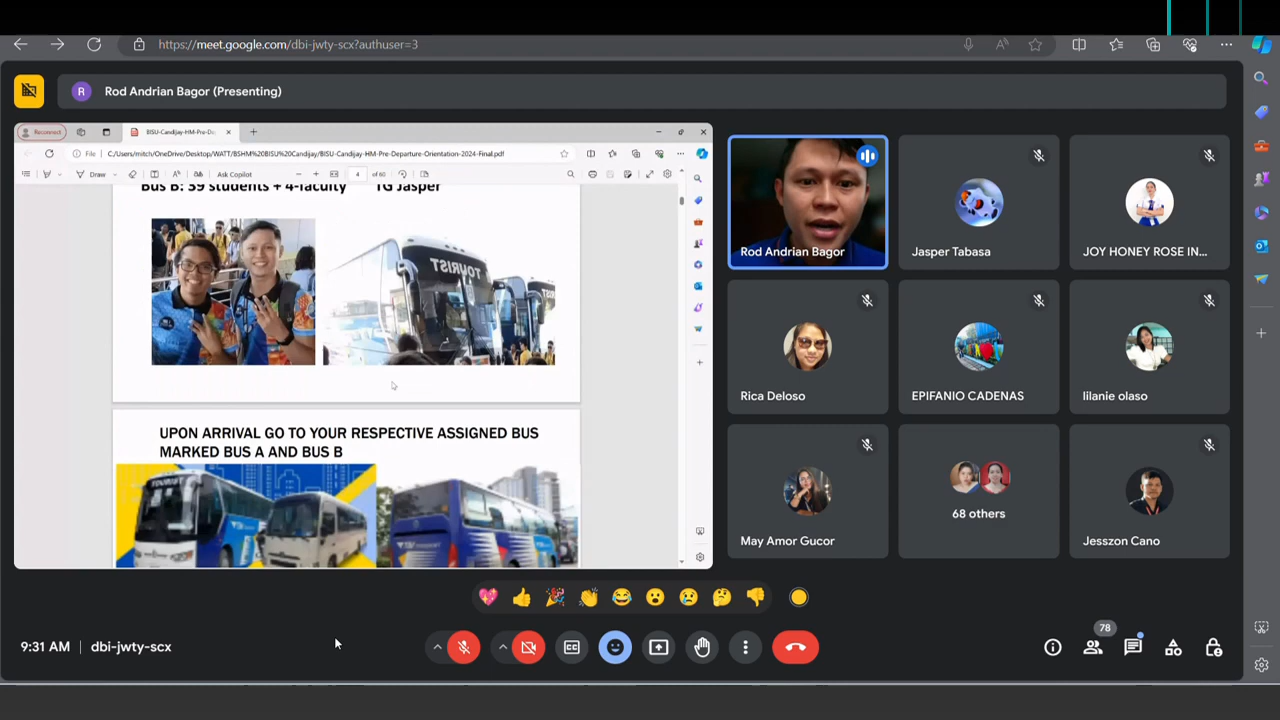 https://meet.google.com/dbi-jwty-scx?authuser=3
R
Rod Andrian Bagor (Presenting)
Reconnect
BISU-Candijay-HM-Pre-De
File
C:/Users/mitch/OneDrive/Desktop/WATT/BSHM%20BISU%20Candijay/BISU-Candijay-HM-Pre-Departure-Orientation-2024-Final.pdf
Draw
Ask Copilot
4
of 60
Bus B: 39 students + 4-faculty TG Jasper
TOURIST
UPON ARRIVAL GO TO YOUR RESPECTIVE ASSIGNED BUS
MARKED BUS A AND BUS B
TOURIST
Rod Andrian Bagor
Jasper Tabasa
JOY HONEY ROSE IN...
Rica Deloso
EPIFANIO CADENAS
lilanie olaso
May Amor Gucor
68 others
Jesszon Cano
9:31 AM
dbi-jwty-scx
CC
78